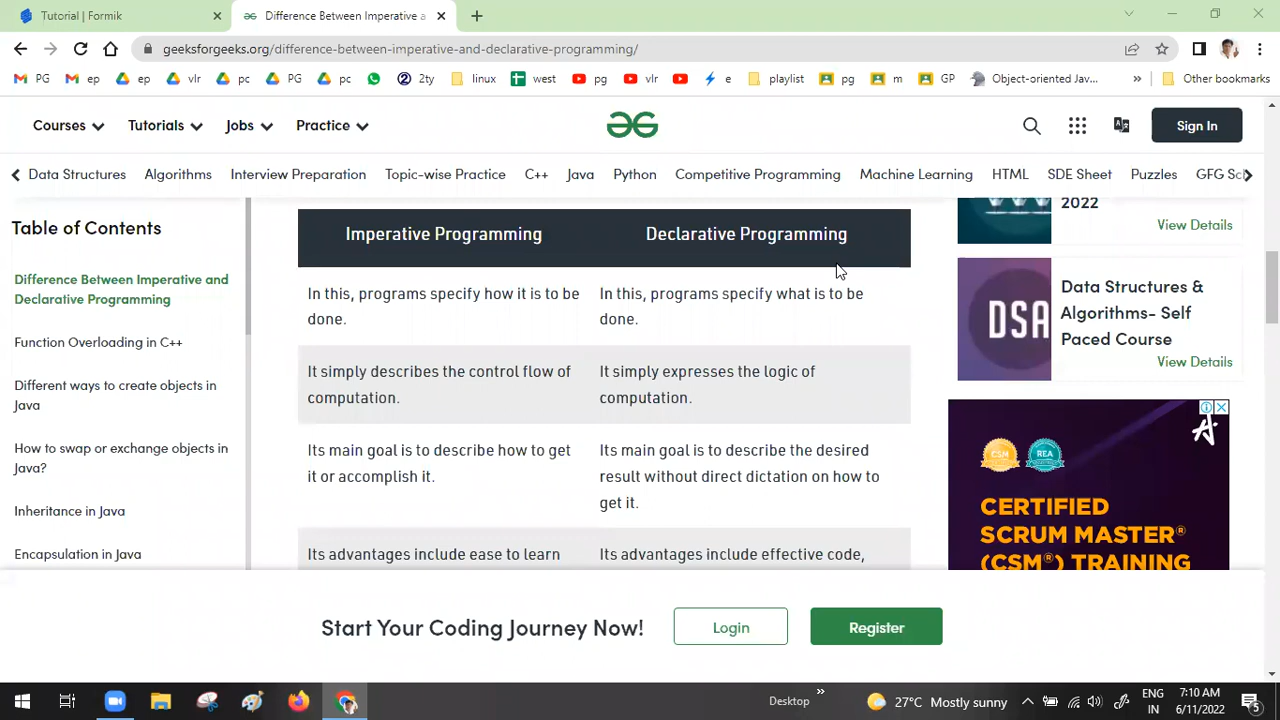 Tutorial | Formik
Difference Between Imperative a
geeksforgeeks.org/difference-between-imperative-and-declarative-programming/
PG
ep
ep
vlr
pc
PG
pc
2ty
linux
west
pg
vlr
e
playlist
pg
m
GP
Object-oriented Jav...
»
Other bookmarks
Courses
Tutorials
Jobs
Practice
Sign In
Data Structures
Algorithms
Interview Preparation
Topic-wise Practice
C++
Java
Python
Competitive Programming
Machine Learning
HTML
SDE Sheet
Puzzles
GFG Sc
Table of Contents
Difference Between Imperative and
Declarative Programming
Function Overloading in C++
Different ways to create objects in
Java
How to swap or exchange objects in
Java?
Inheritance in Java
Encapsulation in Java
Imperative Programming
Declarative Programming
In this, programs specify how it is to be
done.
In this, programs specify what is to be
done.
It simply describes the control flow of
computation.
It simply expresses the logic of
computation.
Its main goal is to describe how to get
it or accomplish it.
Its main goal is to describe the desired
result without direct dictation on how to
get it.
Its advantages include ease to learn
Its advantages include effective code,
2022
View Details
DSA
Data Structures &
Algorithms- Self
Paced Course
View Details
CSM
REA
CERTIFIED
SCRUM MASTER®
(CSM®) TRAINING
Start Your Coding Journey Now!
Login
Register
Desktop
»
27°C Mostly sunny
ENG
IN
7:10 AM
6/11/2022
5